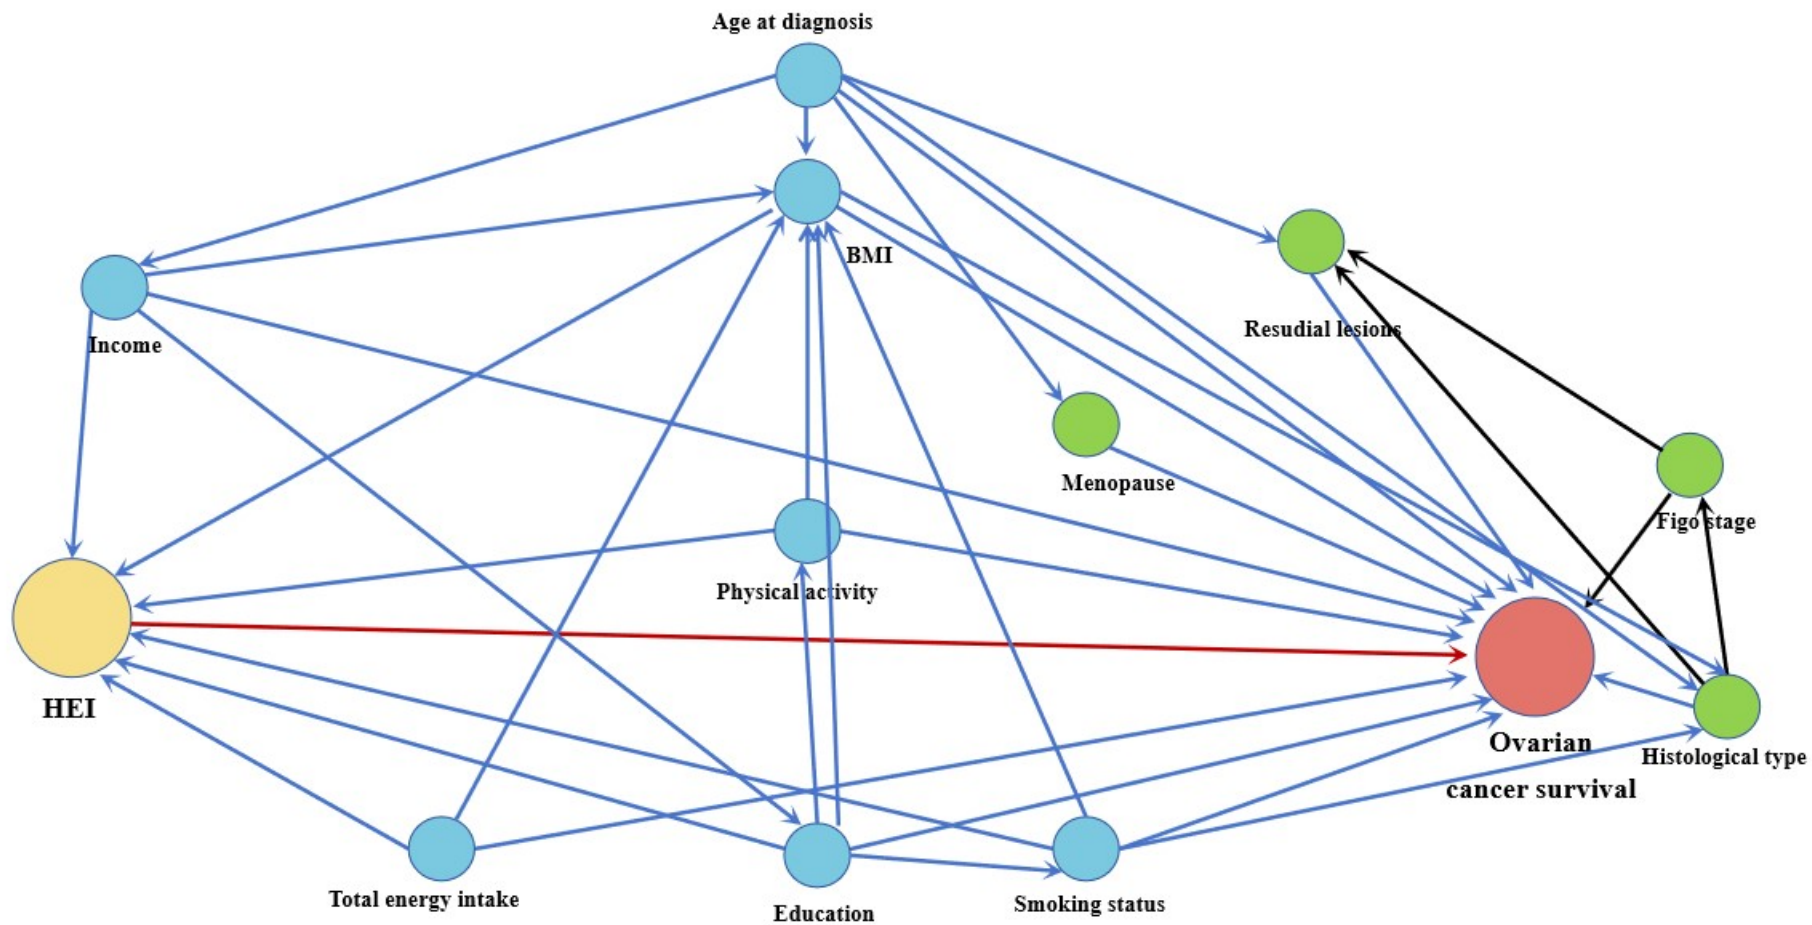 Age at diagnosis
BMI
Income
Resudial lesions
Menopause
Figo stage
Physical activity
HEI
Ovarian
cancer survival
Histological type
Total energy intake
Education
Smoking status